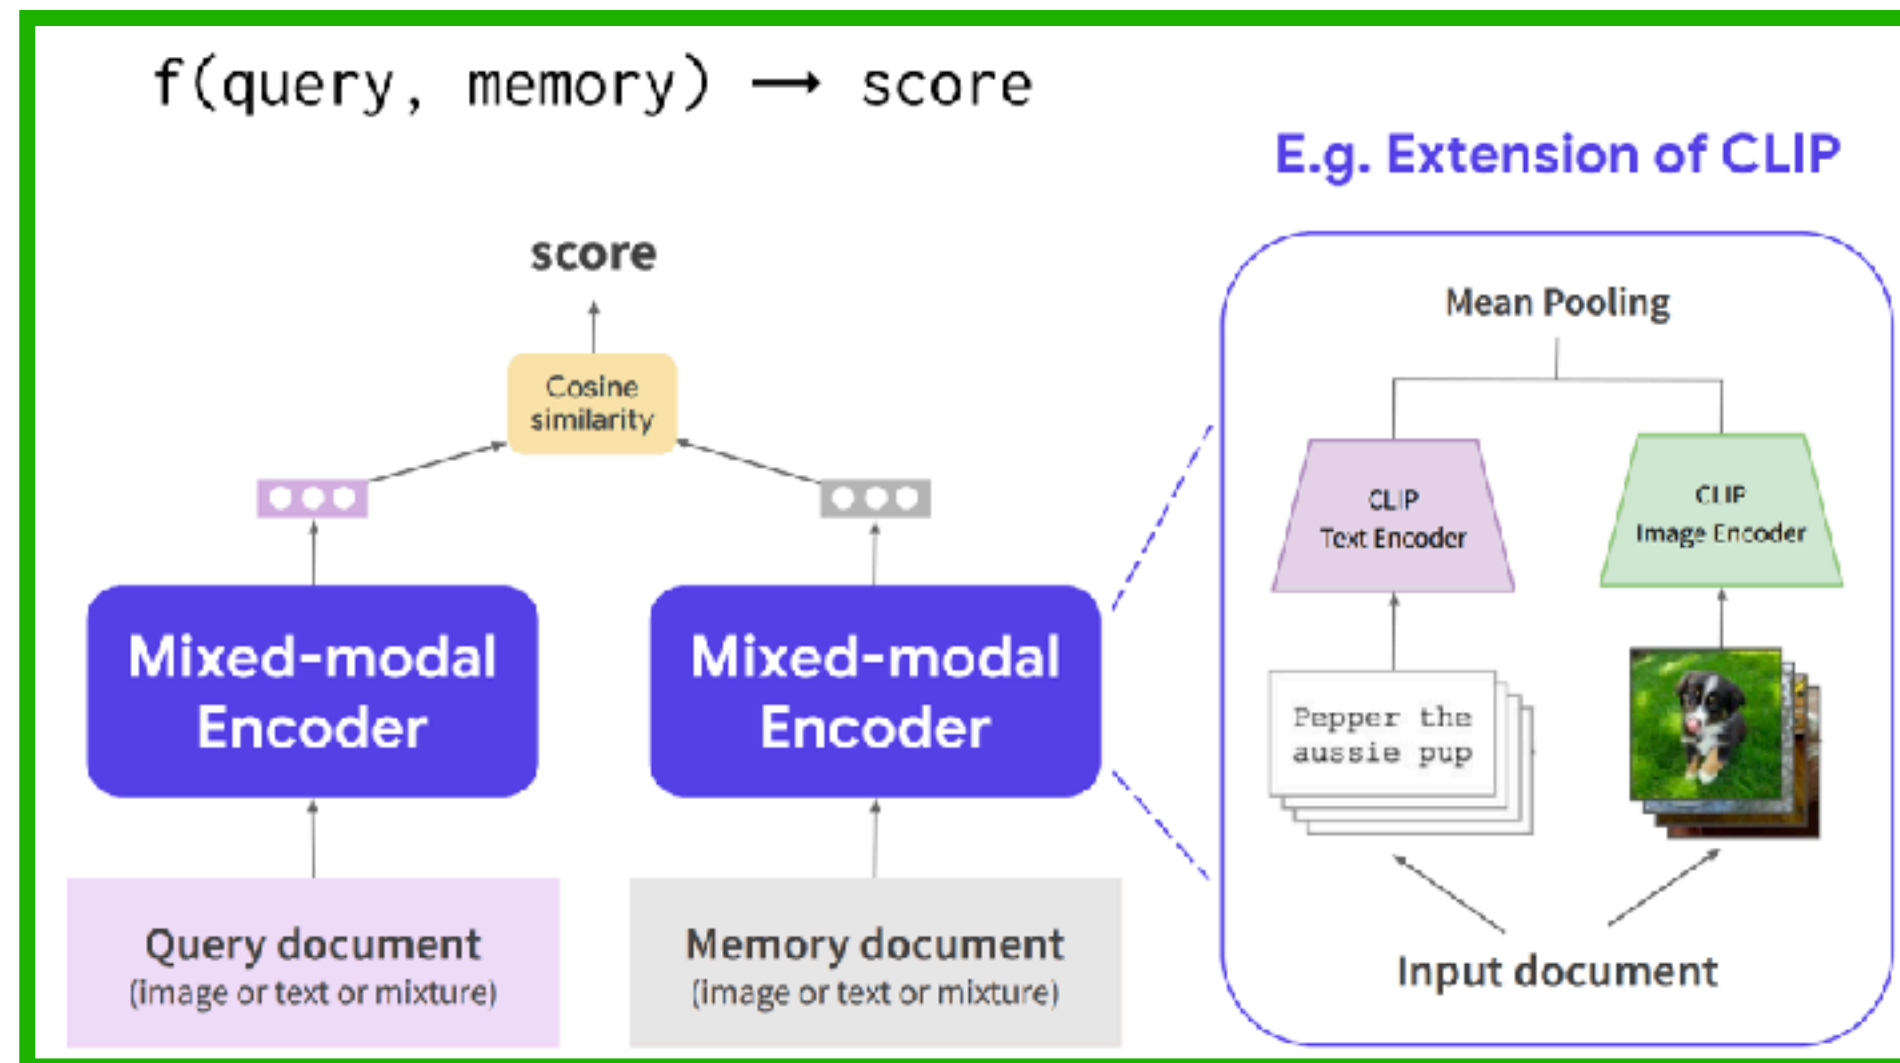 f(query, memory) → score
E.g. Extension of CLIP
score
Cosine
similarity
Mixed-modal
Encoder
Mixed-modal
Encoder
Query document
(image or text or mixture)
Memory document
(image or text or mixture)
Mean Pooling
CLIP
Text Encoder
CLIP
Image Encoder
Pepper the
aussie pup
Input document